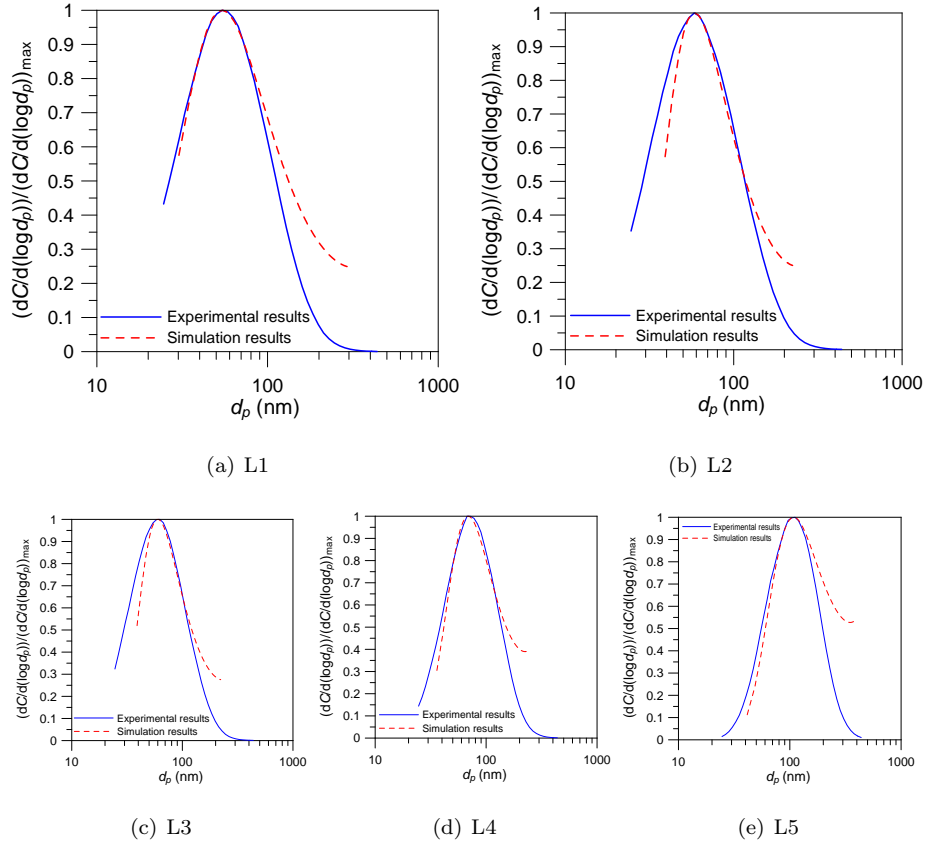 (dC/d(logdp))/(dC/d(logdp))max
1
0.9
0.8
0.7
0.6
0.5
0.4
0.3
0.2
0.1
0
Experimental results
Simulation results
10 100 1000
dp (nm)
(a) L1
(dC/d(logdp))/(dC/d(logdp))max
1
0.9
0.8
0.7
0.6
0.5
0.4
0.3
0.2
0.1
0
Experimental results
Simulation results
10 100 1000
dp (nm)
(b) L2
(dC/d(logdp))/(dC/d(logdp))max
1
0.9
0.8
0.7
0.6
0.5
0.4
0.3
0.2
0.1
0
Experimental results
Simulation results
10 100 1000
dp (nm)
(c) L3
(dC/d(logdp))/(dC/d(logdp))max
1
0.9
0.8
0.7
0.6
0.5
0.4
0.3
0.2
0.1
0
Experimental results
Simulation results
10 100 1000
dp (nm)
(d) L4
(dC/d(logdp))/(dC/d(logdp))max
1
0.9
0.8
0.7
0.6
0.5
0.4
0.3
0.2
0.1
0
Experimental results
Simulation results
10 100 1000
dp (nm)
(e) L5